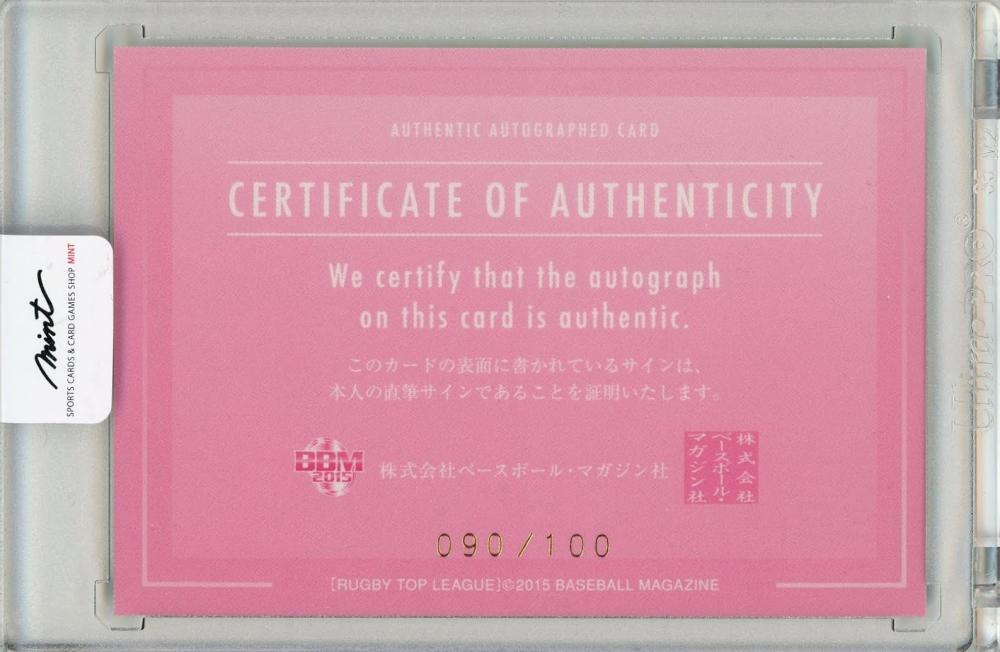 AUTHENTIC AUTOGRAPHED CARD
CERTIFICATE OF AUTHENTICITY
We certify that the autograph
on this card is authentic.
このカードの表面に書かれているサインは、
本人の直筆サインであることを証明いたします。
BBM
2015
株式会社ベースボール・マガジン社
株式会社
ベースボール・
マガジン社
090/100
[RUGBY TOP LEAGUE]©2015 BASEBALL MAGAZINE
mint
SPORTS CARDS & CARD GAMES SHOP MINT